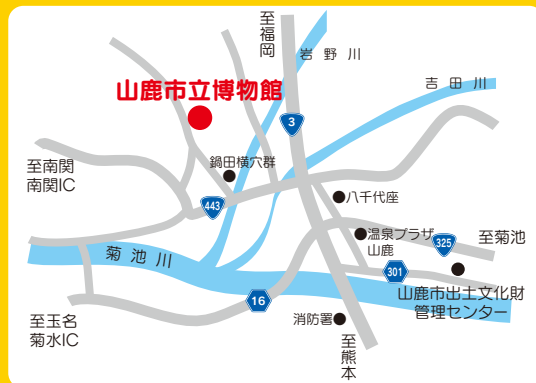 至福岡
岩野川
吉田川
山鹿市立博物館
3
鍋田横穴群
至南関
南関IC
443
八千代座
温泉プラザ
山鹿
325
至菊池
菊池川
301
16
山鹿市出土文化財
管理センター
至玉名
菊水IC
消防署
至熊本